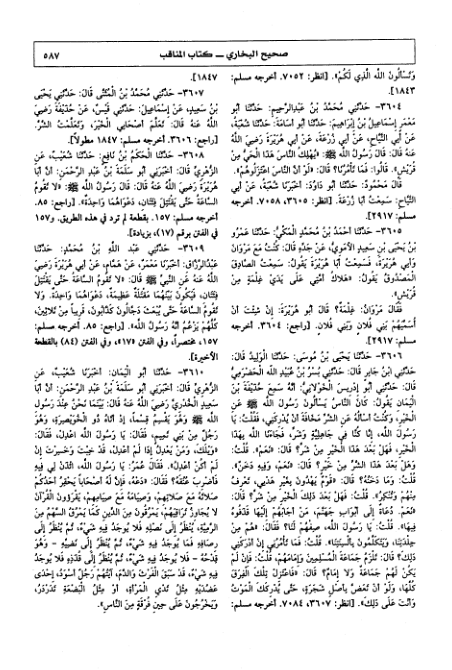 صحيح البخاري ــ كتاب المناقب
٥٨٧
وَتَسْأَلُونَ اللَّهَ الَّذِي لَكُمْ». [انظر: ٧٠٥٢. أخرجه مسلم:
١٨٤٣].
٣٦٠٤- حَدَّثَنِي مُحَمَّدُ بْنُ عَبْدِالرَّحِيمِ: حَدَّثَنَا أَبُو
مَعْمَرٍ إِسْمَاعِيلُ بْنُ إِبْرَاهِيمَ: حَدَّثَنَا أَبُو أُسَامَةَ: حَدَّثَنَا شُعْبَةُ،
عَنْ أَبِي التَّيَّاحِ، عَنْ أَبِي زُرْعَةَ، عَنْ أَبِي هُرَيْرَةَ رَضِيَ اللَّهُ
عَنْهُ قَالَ: قَالَ رَسُولُ اللَّهِ ﷺ «يُهْلِكُ النَّاسَ هَذَا الْحَيُّ مِنْ
قُرَيْشٍ». قَالُوا: فَمَا تَأْمُرُنَا؟ قَالَ: «لَوْ أَنَّ النَّاسَ اعْتَزَلُوهُمْ».
قَالَ مَحْمُودٌ: حَدَّثَنَا أَبُو دَاوُدَ، أَخْبَرَنَا شُعْبَةُ، عَنْ أَبِي
التَّيَّاحِ: سَمِعْتُ أَبَا زُرْعَةَ. [انظر: ٣٦٠٥، ٧٠٥٨. أخرجه
مسلم: ٢٩١٧].
٣٦٠٥- حَدَّثَنَا أَحْمَدُ بْنُ مُحَمَّدٍ الْمَكِّيُّ: حَدَّثَنَا عَمْرُو
بْنُ يَحْيَى بْنِ سَعِيدٍ الأُمَوِيُّ، عَنْ جَدِّهِ قَالَ: كُنْتُ مَعَ مَرْوَانَ
وَأَبِي هُرَيْرَةَ، فَسَمِعْتُ أَبَا هُرَيْرَةَ يَقُولُ: سَمِعْتُ الصَّادِقَ
الْمَصْدُوقَ يَقُولُ: «هَلاَكُ أُمَّتِي عَلَى يَدَيْ غِلْمَةٍ مِنْ
قُرَيْشٍ».
فَقَالَ مَرْوَانُ: غِلْمَةٌ؟ قَالَ أَبُو هُرَيْرَةَ: إِنْ شِئْتَ أَنْ
أُسَمِّيَهُمْ بَنِي فُلاَنٍ وَبَنِي فُلاَنٍ. [راجع: ٣٦٠٤. أخرجه مسلم:
٢٩١٧].
٣٦٠٦- حَدَّثَنَا يَحْيَى بْنُ مُوسَى: حَدَّثَنَا الْوَلِيدُ قَالَ:
حَدَّثَنِي ابْنُ جَابِرٍ قَالَ: حَدَّثَنِي بُسْرُ بْنُ عُبَيْدِ اللَّهِ الْحَضْرَمِيُّ
قَالَ: حَدَّثَنِي أَبُو إِدْرِيسَ الْخَوْلاَنِيُّ: أَنَّهُ سَمِعَ حُذَيْفَةَ بْنَ
الْيَمَانِ يَقُولُ: كَانَ النَّاسُ يَسْأَلُونَ رَسُولَ اللَّهِ ﷺ عَنِ
الْخَيْرِ، وَكُنْتُ أَسْأَلُهُ عَنِ الشَّرِّ مَخَافَةَ أَنْ يُدْرِكَنِي، فَقُلْتُ: يَا
رَسُولَ اللَّهِ، إِنَّا كُنَّا فِي جَاهِلِيَّةٍ وَشَرٍّ، فَجَاءَنَا اللَّهُ بِهَذَا
الْخَيْرِ، فَهَلْ بَعْدَ هَذَا الْخَيْرِ مِنْ شَرٍّ؟ قَالَ: «نَعَمْ». قُلْتُ:
وَهَلْ بَعْدَ هَذَا الشَّرِّ مِنْ خَيْرٍ؟ قَالَ: «نَعَمْ، وَفِيهِ دَخَنٌ».
قُلْتُ: وَمَا دَخَنُهُ؟ قَالَ: «قَوْمٌ يَهْدُونَ بِغَيْرِ هَدْيِي، تَعْرِفُ
مِنْهُمْ وَتُنْكِرُ». قُلْتُ: فَهَلْ بَعْدَ ذَلِكَ الْخَيْرِ مِنْ شَرٍّ؟ قَالَ:
«نَعَمْ، دُعَاةٌ إِلَى أَبْوَابِ جَهَنَّمَ، مَنْ أَجَابَهُمْ إِلَيْهَا قَذَفُوهُ
فِيهَا». قُلْتُ: يَا رَسُولَ اللَّهِ، صِفْهُمْ لَنَا؟ فَقَالَ: «هُمْ مِنْ
جِلْدَتِنَا، وَيَتَكَلَّمُونَ بِأَلْسِنَتِنَا». قُلْتُ: فَمَا تَأْمُرُنِي إِنْ أَدْرَكَنِي
ذَلِكَ؟ قَالَ: تَلْزَمُ جَمَاعَةَ الْمُسْلِمِينَ وَإِمَامَهُمْ، قُلْتُ: فَإِنْ لَمْ
يَكُنْ لَهُمْ جَمَاعَةٌ وَلاَ إِمَامٌ؟ قَالَ: «فَاعْتَزِلْ تِلْكَ الْفِرَقَ
كُلَّهَا، وَلَوْ أَنْ تَعَضَّ بِأَصْلِ شَجَرَةٍ، حَتَّى يُدْرِكَكَ الْمَوْتُ
وَأَنْتَ عَلَى ذَلِكَ». [انظر: ٣٦٠٧، ٧٠٨٤. أخرجه مسلم:
١٨٤٧].
٣٦٠٧- حَدَّثَنِي مُحَمَّدُ بْنُ الْمُثَنَّى قَالَ: حَدَّثَنِي يَحْيَى
بْنُ سَعِيدٍ، عَنْ إِسْمَاعِيلَ: حَدَّثَنِي قَيْسٌ، عَنْ حُذَيْفَةَ رَضِيَ
اللَّهُ عَنْهُ قَالَ: تَعَلَّمَ أَصْحَابِي الْخَيْرَ، وَتَعَلَّمْتُ الشَّرَّ.
[راجع: ٣٦٠٦. أخرجه مسلم: ١٨٤٧ مطولاً].
٣٦٠٨- حَدَّثَنَا الْحَكَمُ بْنُ نَافِعٍ: حَدَّثَنَا شُعَيْبٌ، عَنِ
الزُّهْرِيِّ قَالَ: أَخْبَرَنِي أَبُو سَلَمَةَ بْنُ عَبْدِ الرَّحْمَنِ: أَنَّ أَبَا
هُرَيْرَةَ رَضِيَ اللَّهُ عَنْهُ قَالَ: قَالَ رَسُولُ اللَّهِ ﷺ: «لاَ تَقُومُ
السَّاعَةُ حَتَّى يَقْتَتِلَ فِتَيَانِ، دَعْوَاهُمَا وَاحِدَةٌ». [راجع: ٨٥.
أخرجه مسلم: ١٥٧. بقطعة لم ترد في هذه الطريق. و١٥٧
في الفتن برقم (١٧)، بزيادة].
٣٦٠٩- حَدَّثَنِي عَبْدُ اللَّهِ بْنُ مُحَمَّدٍ: حَدَّثَنَا
عَبْدُالرَّزَّاقِ: أَخْبَرَنَا مَعْمَرٌ، عَنْ هَمَّامٍ، عَنْ أَبِي هُرَيْرَةَ رَضِيَ
اللَّهُ عَنْهُ عَنِ النَّبِيِّ ﷺ قَالَ: «لاَ تَقُومُ السَّاعَةُ حَتَّى يَقْتَتِلَ
فِتَيَانِ، فَيَكُونَ بَيْنَهُمَا مَقْتَلَةٌ عَظِيمَةٌ، دَعْوَاهُمَا وَاحِدَةٌ. وَلاَ
تَقُومُ السَّاعَةُ حَتَّى يُبْعَثَ دَجَّالُونَ كَذَّابُونَ، قَرِيبًا مِنْ ثَلاَثِينَ،
كُلُّهُمْ يَزْعُمُ أَنَّهُ رَسُولُ اللَّهِ». [راجع: ٨٥. أخرجه مسلم:
١٥٧ مختصراً، وفي الفتن «١٧»، وفي الفتن (٨٤) بالقطعة
الأخيرة].
٣٦١٠- حَدَّثَنَا أَبُو الْيَمَانِ: أَخْبَرَنَا شُعَيْبٌ، عَنِ
الزُّهْرِيِّ قَالَ: أَخْبَرَنِي أَبُو سَلَمَةَ بْنُ عَبْدِ الرَّحْمَنِ: أَنَّ أَبَا
سَعِيدٍ الْخُدْرِيَّ رَضِيَ اللَّهُ عَنْهُ قَالَ: بَيْنَمَا نَحْنُ عِنْدَ رَسُولِ
اللَّهِ ﷺ وَهُوَ يَقْسِمُ قِسْمًا، إِذْ أَتَاهُ ذُو الْخُوَيْصِرَةِ، وَهُوَ
رَجُلٌ مِنْ بَنِي تَمِيمٍ، فَقَالَ: يَا رَسُولَ اللَّهِ اعْدِلْ، فَقَالَ:
«وَيْلَكَ، وَمَنْ يَعْدِلُ إِذَا لَمْ أَعْدِلْ، قَدْ خِبْتَ وَخَسِرْتَ إِنْ
لَمْ أَكُنْ أَعْدِلُ». فَقَالَ عُمَرُ: يَا رَسُولَ اللَّهِ، ائْذَنْ لِي فِيهِ
فَأَضْرِبَ عُنُقَهُ؟ فَقَالَ: «دَعْهُ، فَإِنَّ لَهُ أَصْحَابًا يَحْقِرُ أَحَدُكُمْ
صَلاَتَهُ مَعَ صَلاَتِهِمْ، وَصِيَامَهُ مَعَ صِيَامِهِمْ، يَقْرَؤُونَ الْقُرْآنَ
لاَ يُجَاوِزُ تَرَاقِيَهُمْ، يَمْرُقُونَ مِنَ الدِّينِ كَمَا يَمْرُقُ السَّهْمُ مِنَ
الرَّمِيَّةِ، يُنْظَرُ إِلَى نَصْلِهِ فَلاَ يُوجَدُ فِيهِ شَيْءٌ، ثُمَّ يُنْظَرُ إِلَى
رِصَافِهِ فَمَا يُوجَدُ فِيهِ شَيْءٌ، ثُمَّ يُنْظَرُ إِلَى نَضِيِّهِ – وَهُوَ
قِدْحُهُ – فَلاَ يُوجَدُ فِيهِ شَيْءٌ، ثُمَّ يُنْظَرُ إِلَى قُذَذِهِ فَلاَ يُوجَدُ
فِيهِ شَيْءٌ، قَدْ سَبَقَ الْفَرْثَ وَالدَّمَ، آيَتُهُمْ رَجُلٌ أَسْوَدُ، إِحْدَى
عَضُدَيْهِ مِثْلُ ثَدْيِ الْمَرْأَةِ، أَوْ مِثْلُ الْبَضْعَةِ تَدَرْدَرُ،
وَيَخْرُجُونَ عَلَى حِينِ فُرْقَةٍ مِنَ النَّاسِ».